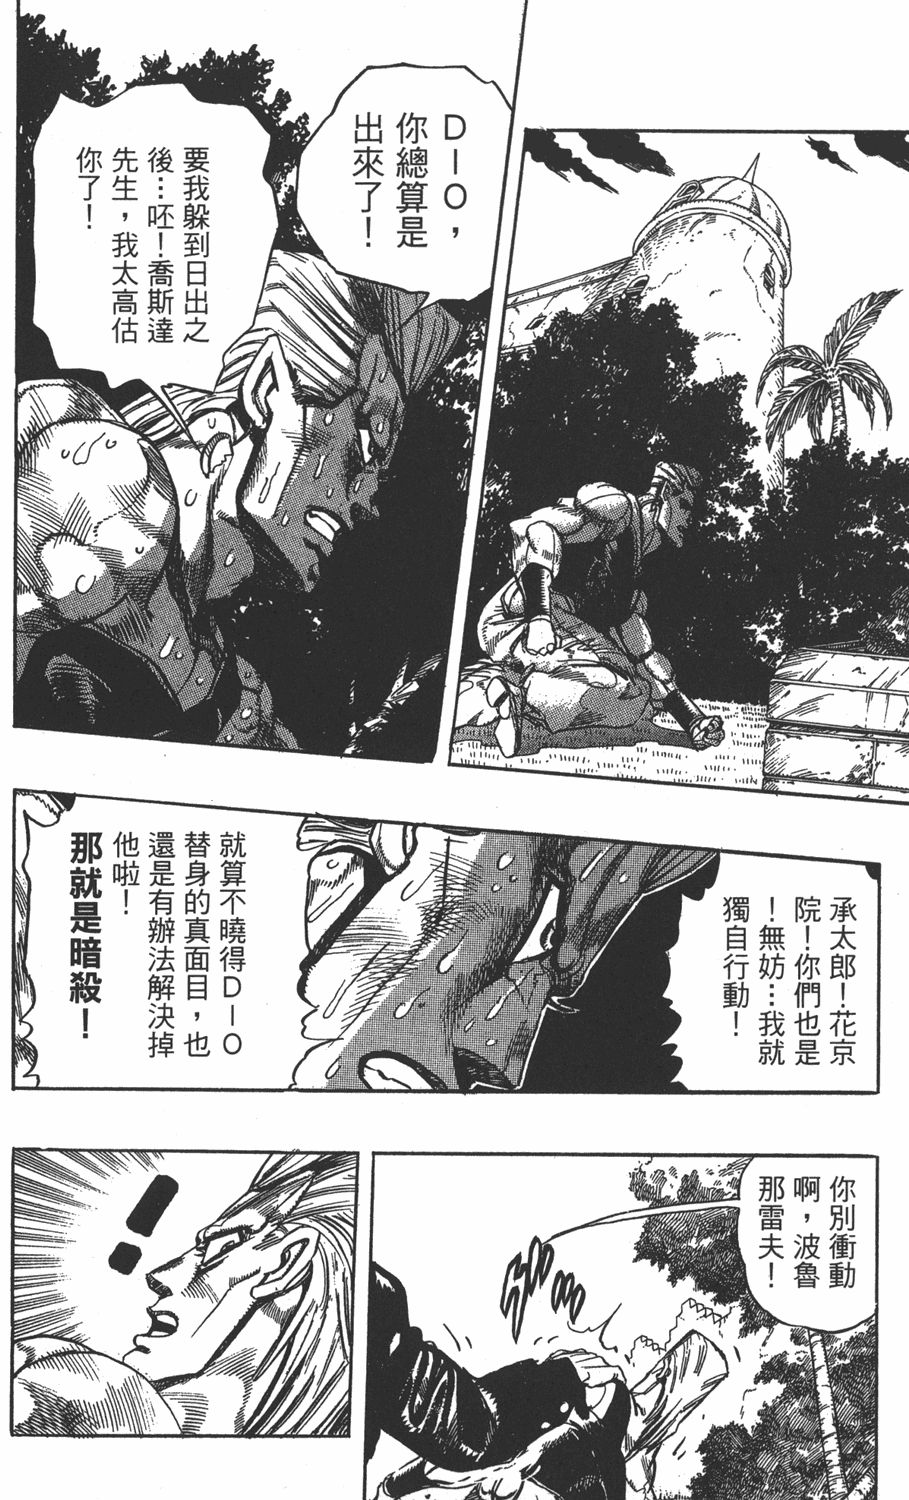 DIO，
你總算是
出來了！
要我躲到日出之
後…呸！喬斯達
先生，我太高估
你了！
承太郎！花京
院！你們也是
！無妨…我就
獨自行動！
就算不曉得DIO
替身的真面目，也
還是有辦法解決掉
他啦！
那就是暗殺！
你別衝動
啊，波魯
那雷夫！
！